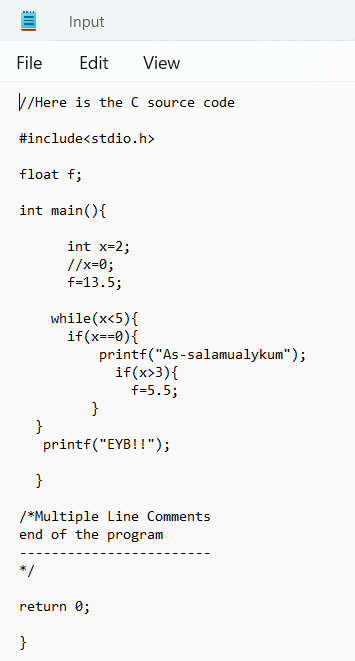 Input
File Edit View
//Here is the C source code
#include<stdio.h>
float f;
int main(){
int x=2;
//x=0;
f=13.5;
while(x<5){
if(x==0){
printf("As-salamualykum");
if(x>3){
f=5.5;
}
}
printf("EYB!!");
}
/*Multiple Line Comments
end of the program
------------------------
*/
return 0;
}